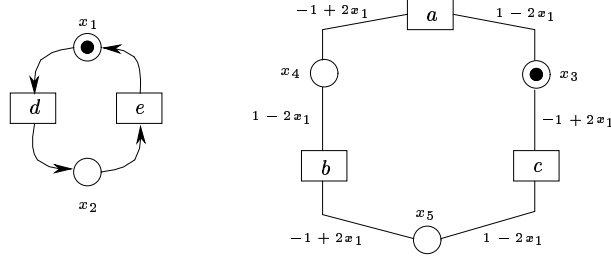 x₁
d
e
x₂
-1 + 2x₁
a
1 - 2x₁
x₄
x₃
1 - 2x₁
-1 + 2x₁
b
c
x₅
-1 + 2x₁
1 - 2x₁